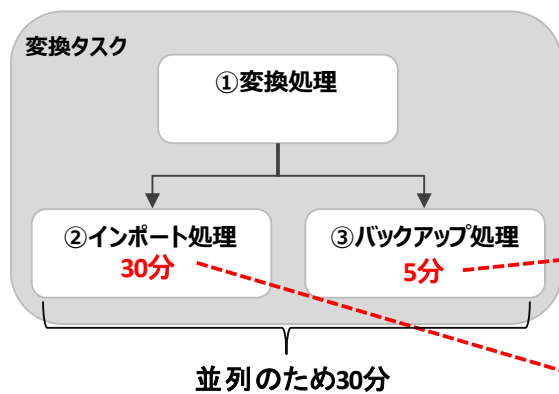 変換タスク
①変換処理
②インポート処理
30分
③バックアップ処理
5分
並列のため30分